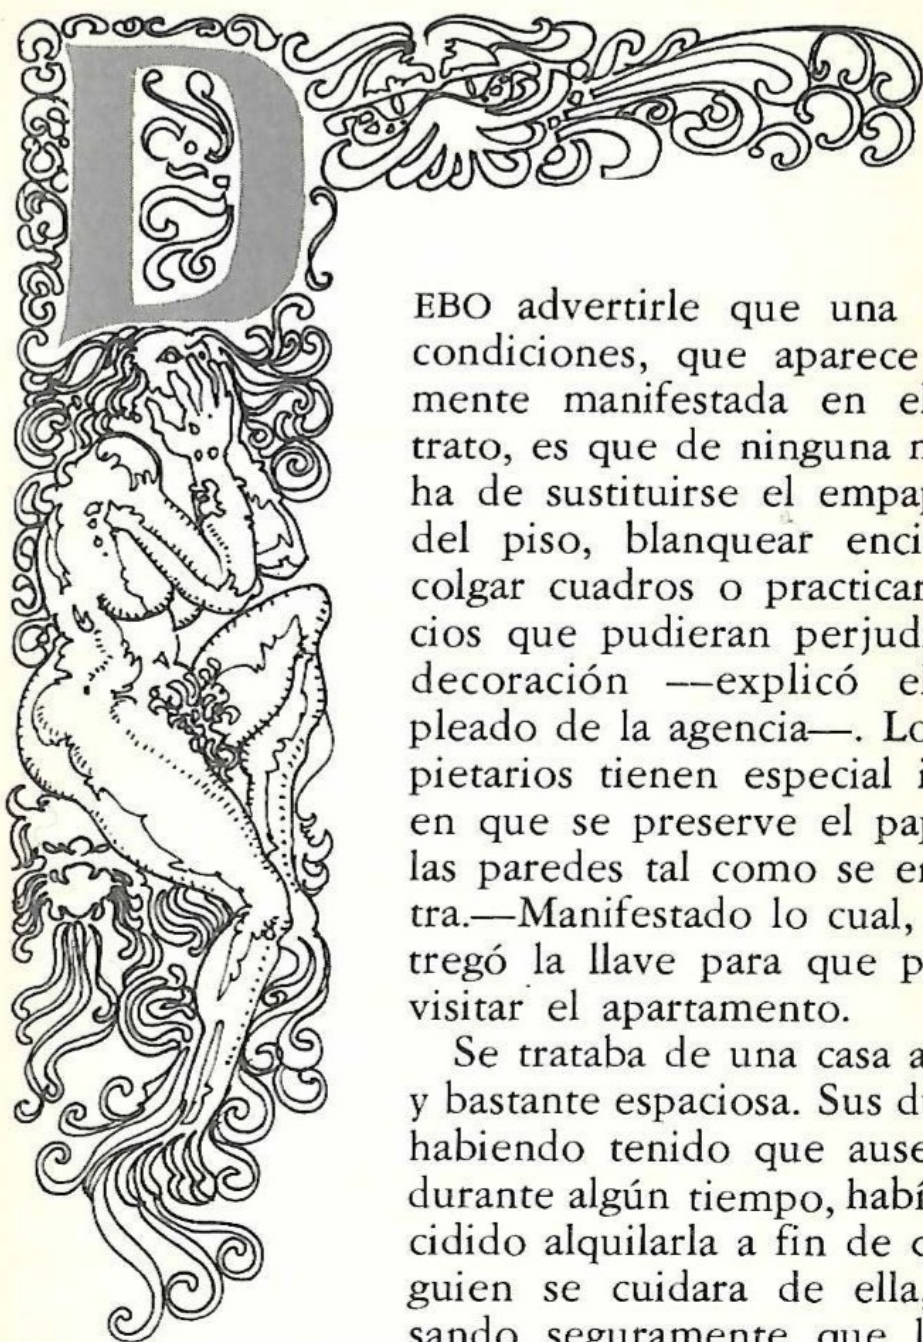 D
EBO advertirle que una
condiciones, que aparece
mente manifestada en e
trato, es que de ninguna
ha de sustituirse el empa
del piso, blanquear enci
colgar cuadros o practicar
cios que pudieran perjud
decoración —explicó e
pleado de la agencia—. Lo
pietarios tienen especial i
en que se preserve el pa
las paredes tal como se e
tra.—Manifestado lo cual,
tregó la llave para que p
visitar el apartamento.
Se trataba de una casa a
y bastante espaciosa. Sus d
habiendo tenido que ause
durante algún tiempo, habí
cidido alquilarla a fin de
guien se cuidara de ella
sando seguramente que